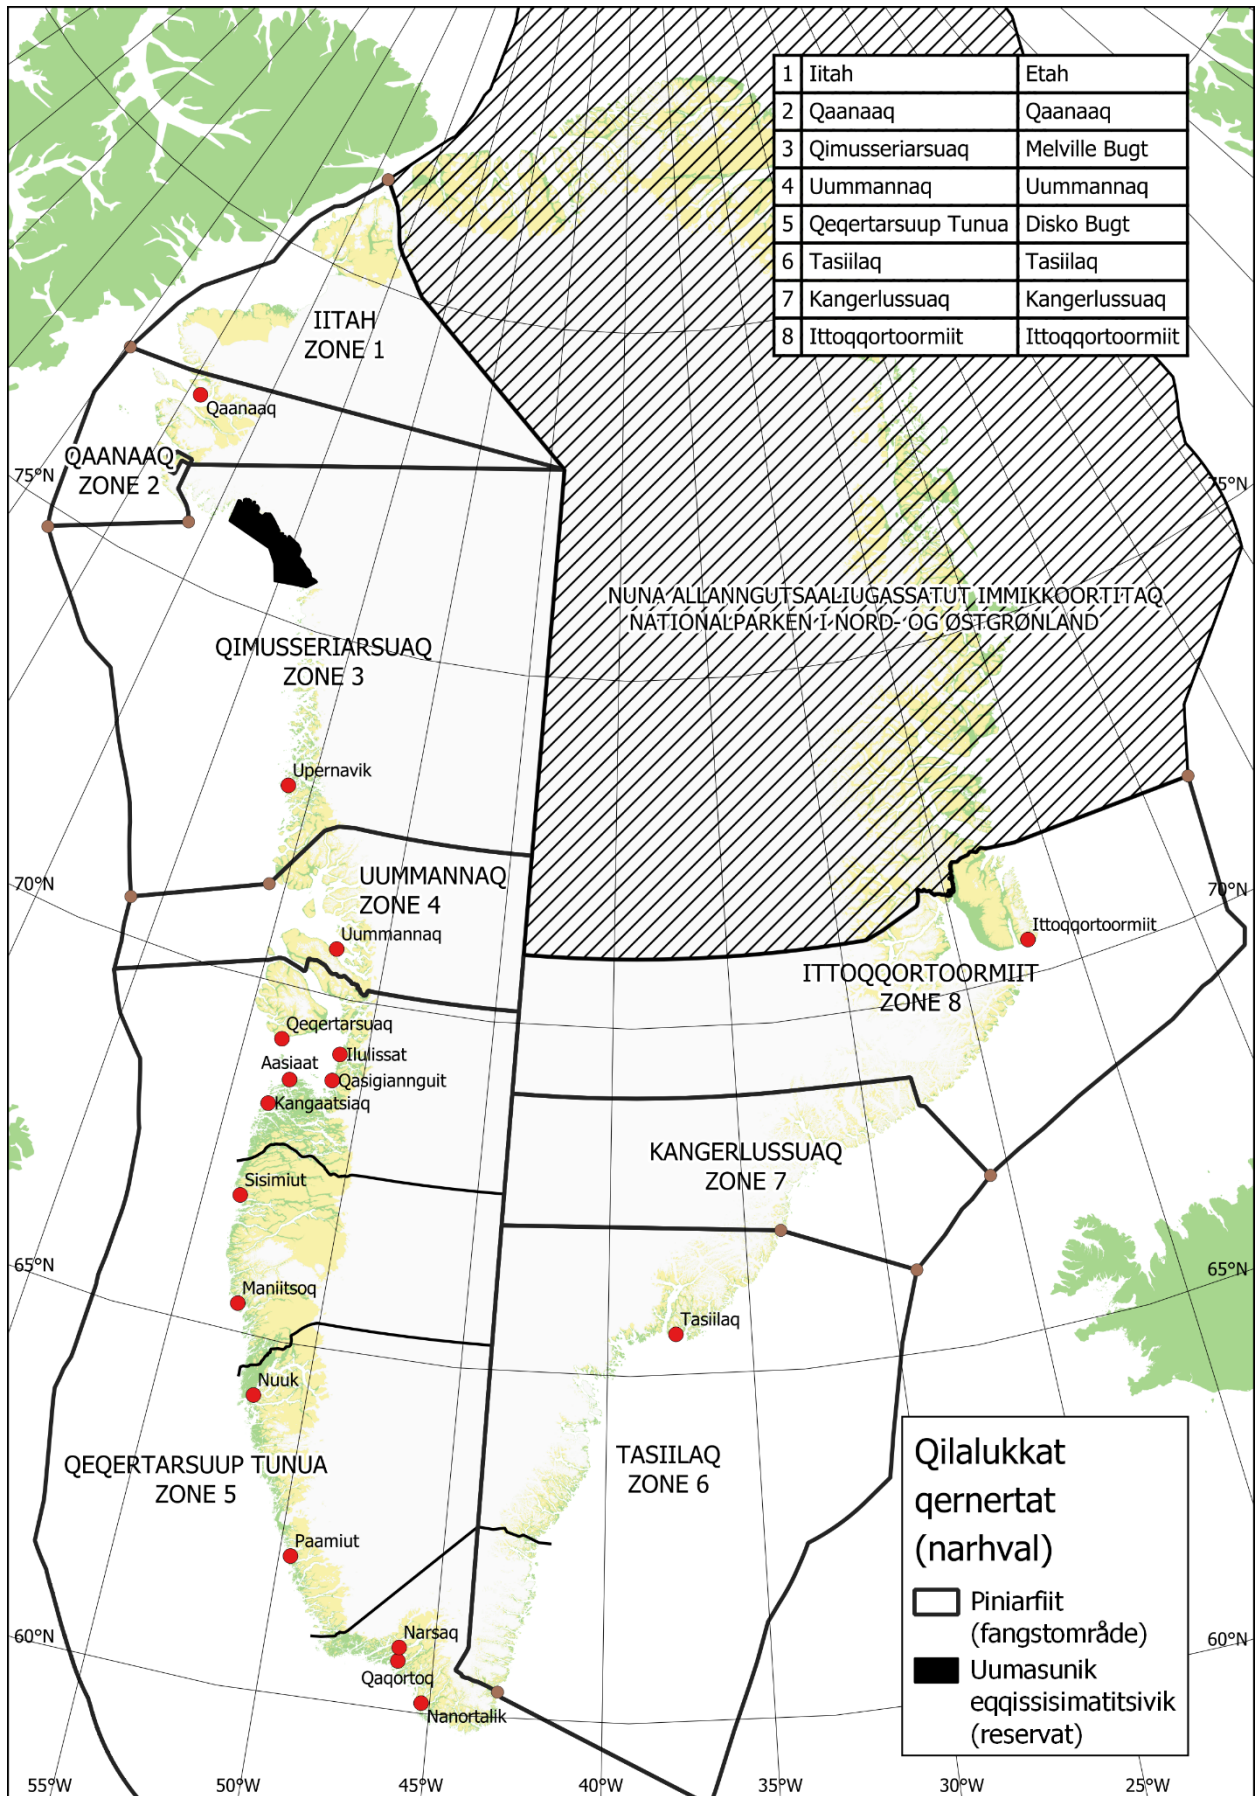 1 Iitah Etah
2 Qaanaaq Qaanaaq
3 Qimusseriarsuaq Melville Bugt
4 Uummannaq Uummannaq
5 Qeqertarsuup Tunua Disko Bugt
6 Tasiilaq Tasiilaq
7 Kangerlussuaq Kangerlussuaq
8 Ittoqqortoormiit Ittoqqortoormiit
IITAH
ZONE 1
Qaanaaq
QAANAAQ
ZONE 2
75°N
75°N
NUNA ALLANNGUTSAALIUGASSATUT IMMIKKOORTITAQ
NATIONALPARKEN I NORD- OG ØSTGRØNLAND
QIMUSSERIARSUAQ
ZONE 3
Upernavik
70°N
70°N
UUMMANNAQ
ZONE 4
Uummannaq
Ittoqqortoormiit
ITTOQQORTOORMIIT
ZONE 8
Qeqertarsuaq
Ilulissat
Aasiaat
Qasigiannguit
Kangaatsiaq
KANGERLUSSUAQ
ZONE 7
Sisimiut
65°N
65°N
Maniitsoq
Tasiilaq
Nuuk
QEQERTARSUUP TUNUA
ZONE 5
TASIILAQ
ZONE 6
Paamiut
60°N
60°N
Narsaq
Qaqortoq
Nanortalik
Qilalukkat
qernertat
(narhval)
Piniarfiit
(fangstområde)
Uumasunik
eqqissisimatitsivik
(reservat)
55°W
50°W
45°W
40°W
35°W
30°W
25°W